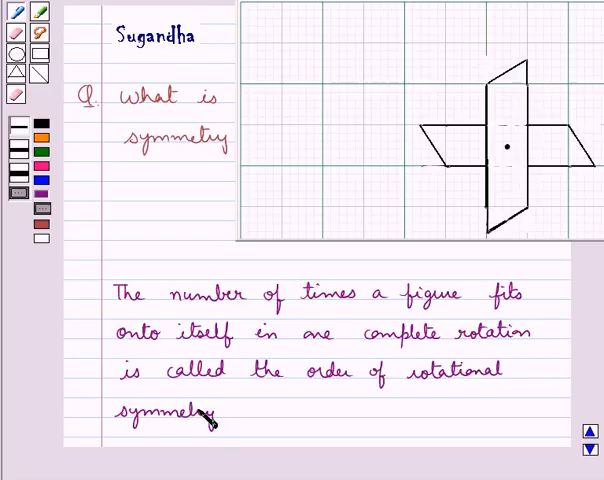 Sugandha
Q. What is
symmetry
The number of times a figure fits
onto itself in one complete rotation
is called the order of rotational
symmetry